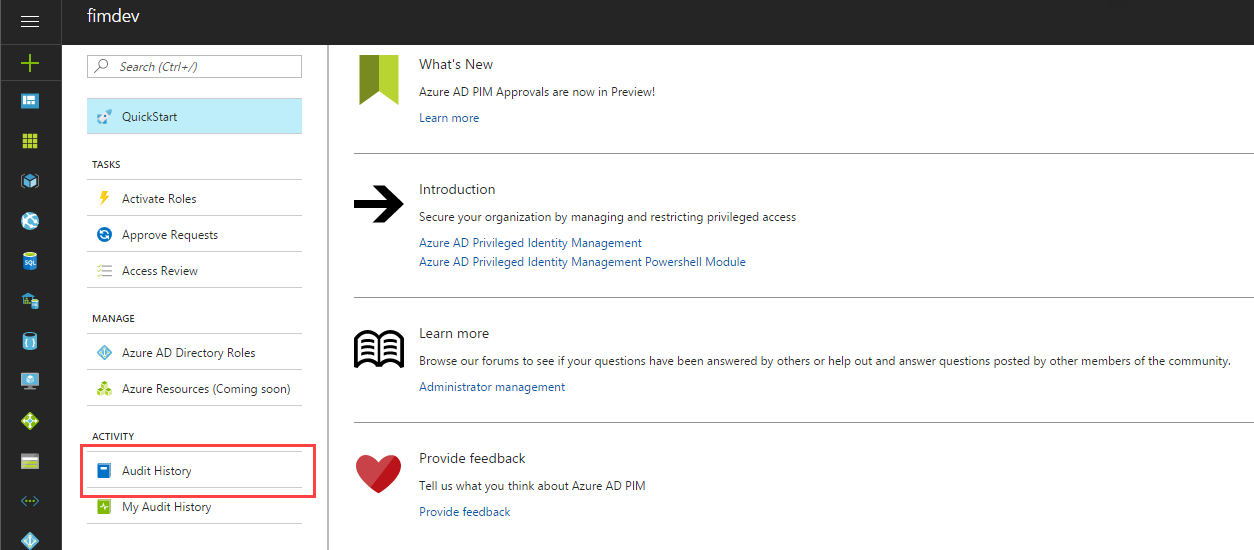 fimdev
Search (Ctrl+/)
QuickStart
TASKS
Activate Roles
Approve Requests
Access Review
MANAGE
Azure AD Directory Roles
Azure Resources (Coming soon)
ACTIVITY
Audit History
My Audit History
What's New
Azure AD PIM Approvals are now in Preview!
Learn more
Introduction
Secure your organization by managing and restricting privileged access
Azure AD Privileged Identity Management
Azure AD Privileged Identity Management Powershell Module
Learn more
Browse our forums to see if your questions have been answered by others or help out and answer questions posted by other members of the community.
Administrator management
Provide feedback
Tell us what you think about Azure AD PIM
Provide feedback
SQL